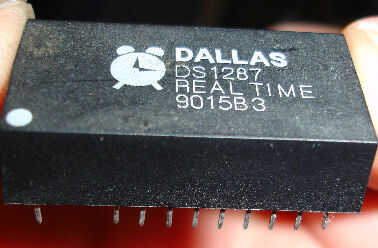 DALLAS
DS1287
REAL TIME
9015B3